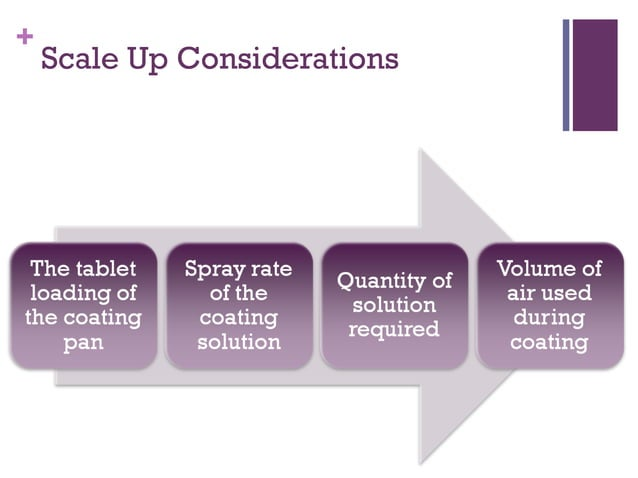 +
Scale Up Considerations
The tablet
loading of
the coating
pan
Spray rate
of the
coating
solution
Quantity of
solution
required
Volume of
air used
during
coating